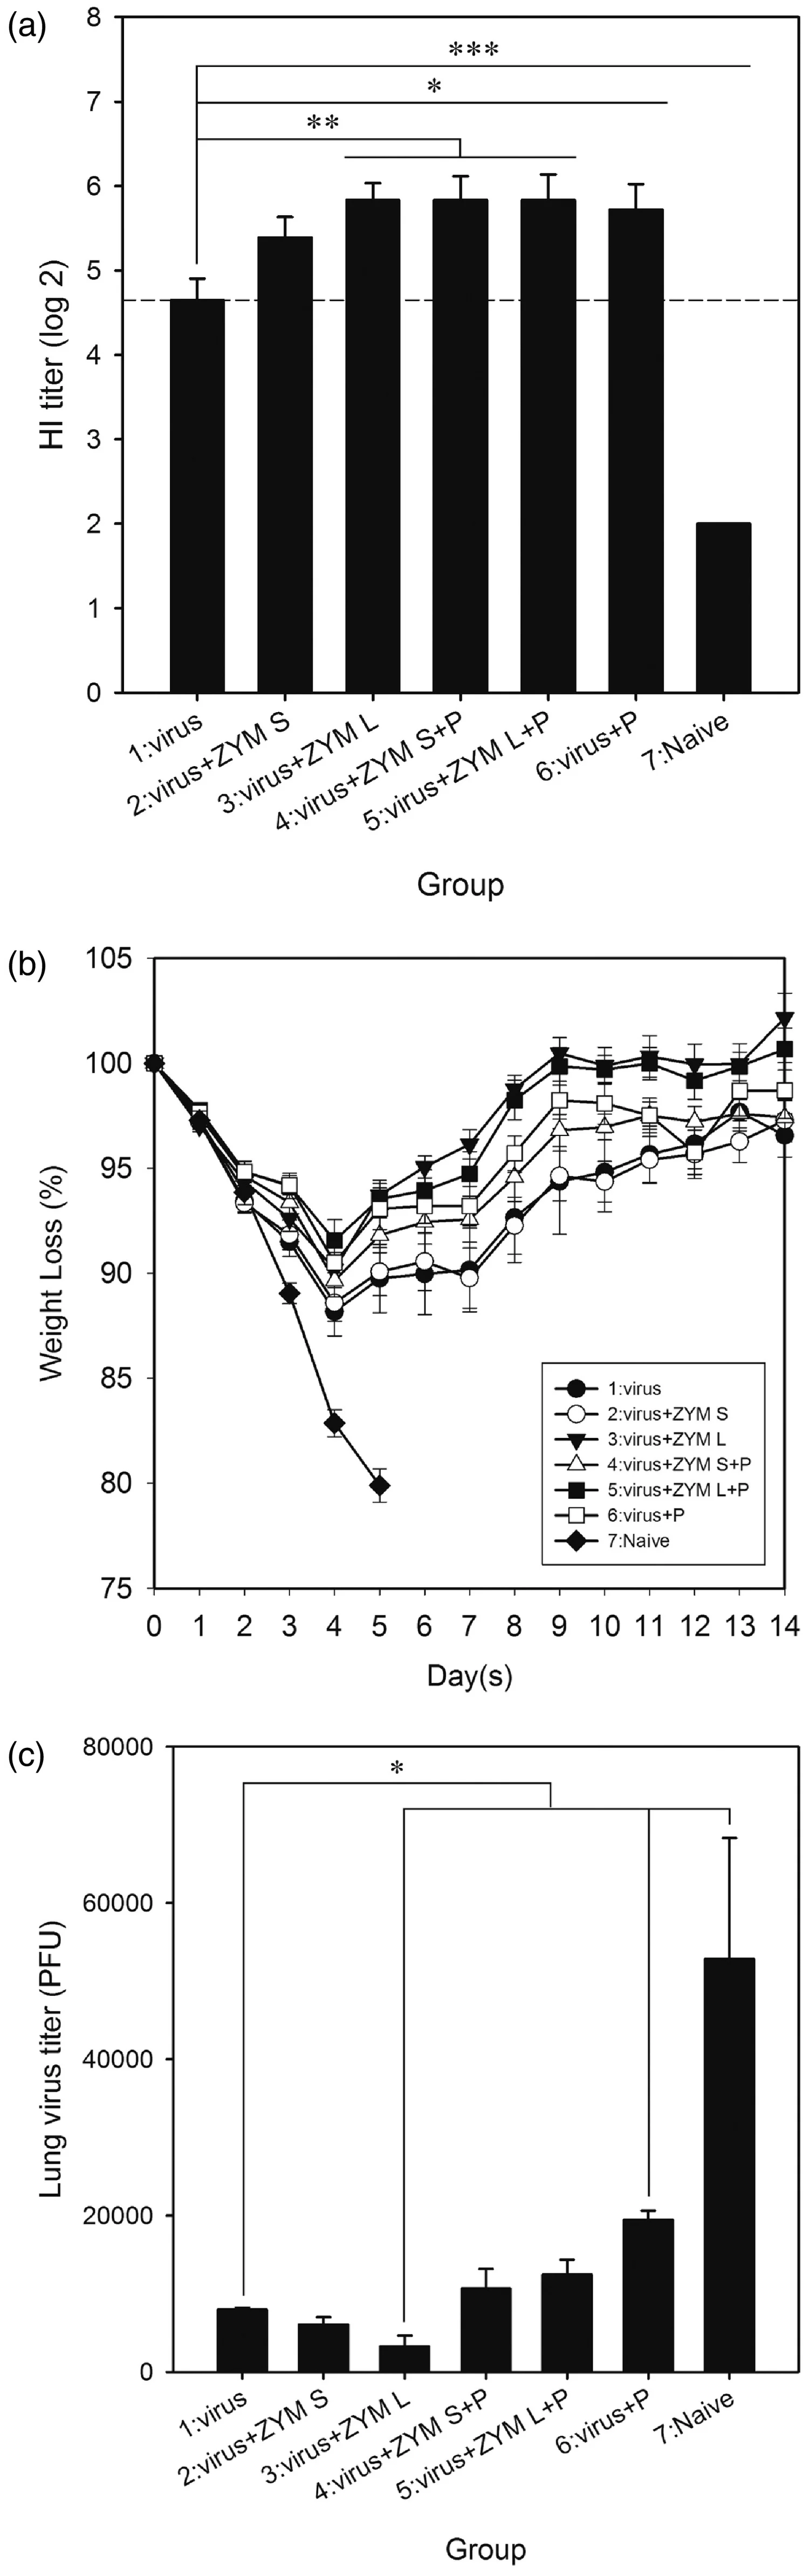 (a)
8
7
6
5
4
3
2
1
0
HI titer (log 2)
***
*
**
1:virus
2:virus+ZYM S
3:virus+ZYM L
4:virus+ZYM S+P
5:virus+ZYM L+P
6:virus+P
7:Naive
Group
(b)
105
100
95
90
85
80
75
Weight Loss (%)
1:virus
2:virus+ZYM S
3:virus+ZYM L
4:virus+ZYM S+P
5:virus+ZYM L+P
6:virus+P
7:Naive
0 1 2 3 4 5 6 7 8 9 10 11 12 13 14
Day(s)
(c)
80000
60000
40000
20000
0
Lung virus titer (PFU)
*
1:virus
2:virus+ZYM S
3:virus+ZYM L
4:virus+ZYM S+P
5:virus+ZYM L+P
6:virus+P
7:Naive
Group